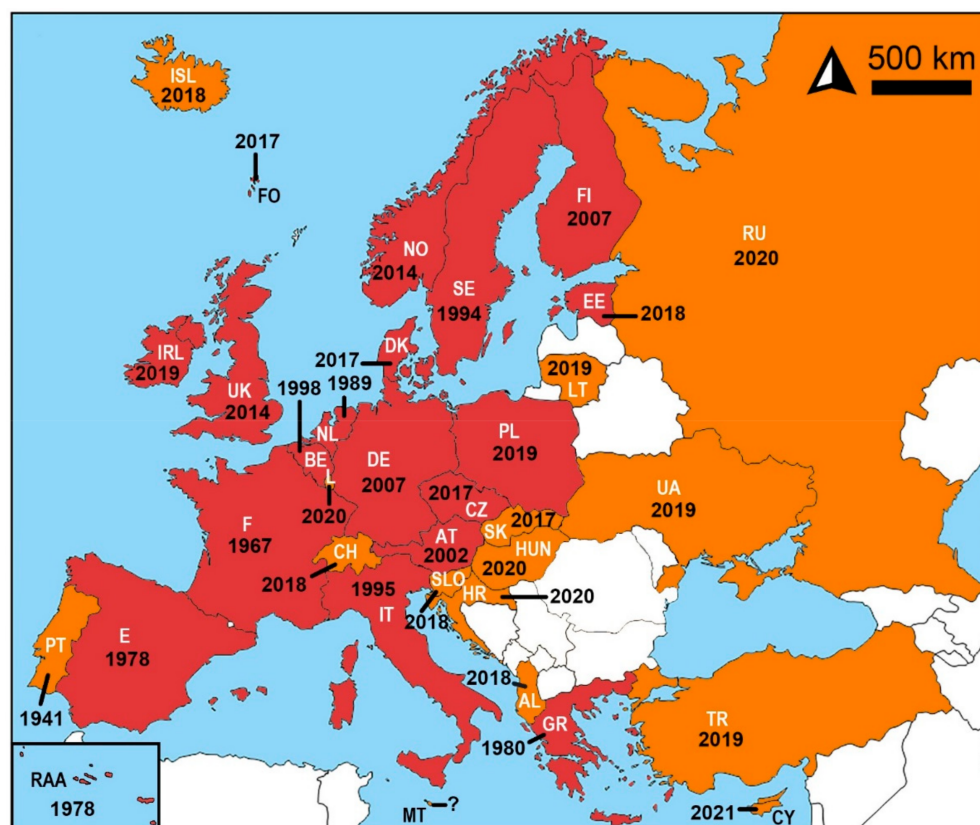 500 km
ISL
2018
2017
FO
FI
2007
RU
2020
NO
2014
SE
1994
EE
2018
DK
2017
IRL
2019
UK
2014
1998
1989
2019
LT
NL
BE
L
2020
DE
2007
PL
2019
2017
CZ
UA
2019
F
1967
AT
2002
SK
2017
HUN
2020
CH
2018
SLO
2018
HR
2020
1995
IT
PT
1941
E
1978
2018
AL
GR
1980
TR
2019
RAA
1978
MT
?
2021
CY